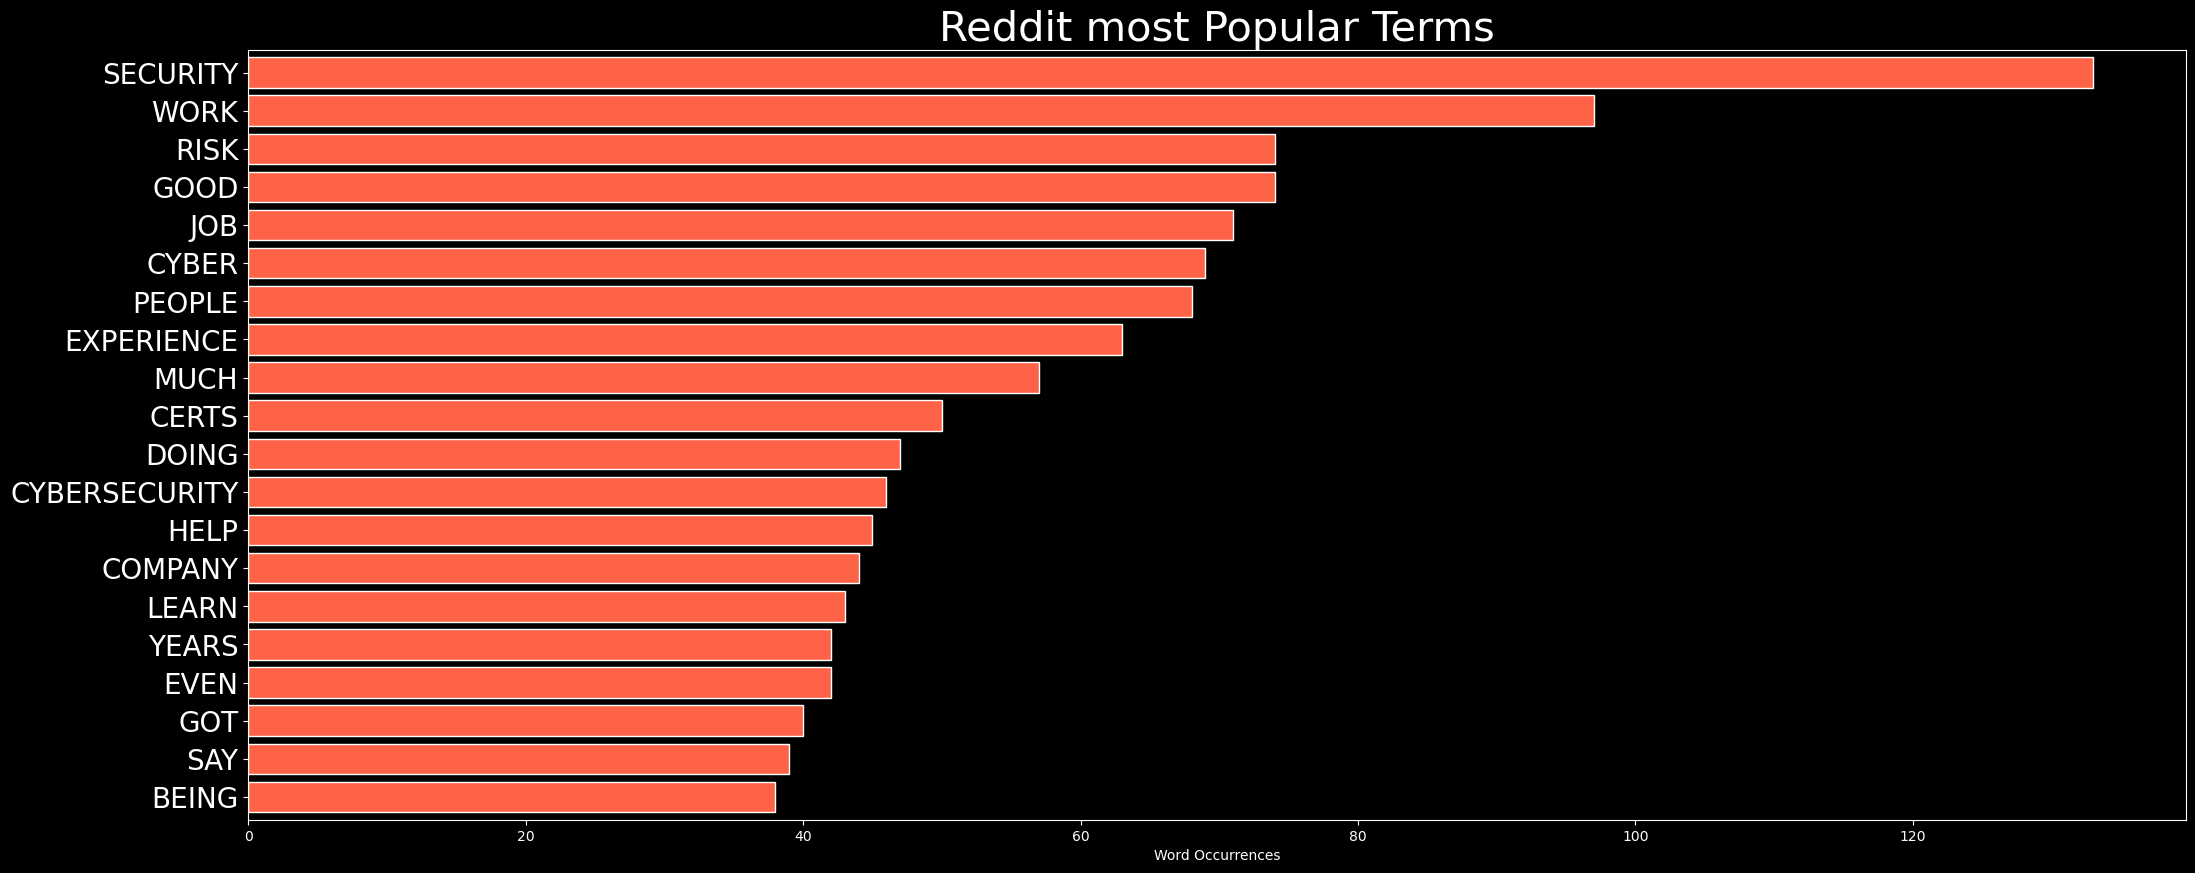 Reddit most Popular Terms
SECURITY
WORK
RISK
GOOD
JOB
CYBER
PEOPLE
EXPERIENCE
MUCH
CERTS
DOING
CYBERSECURITY
HELP
COMPANY
LEARN
YEARS
EVEN
GOT
SAY
BEING
0 20 40 60 80 100 120
Word Occurrences